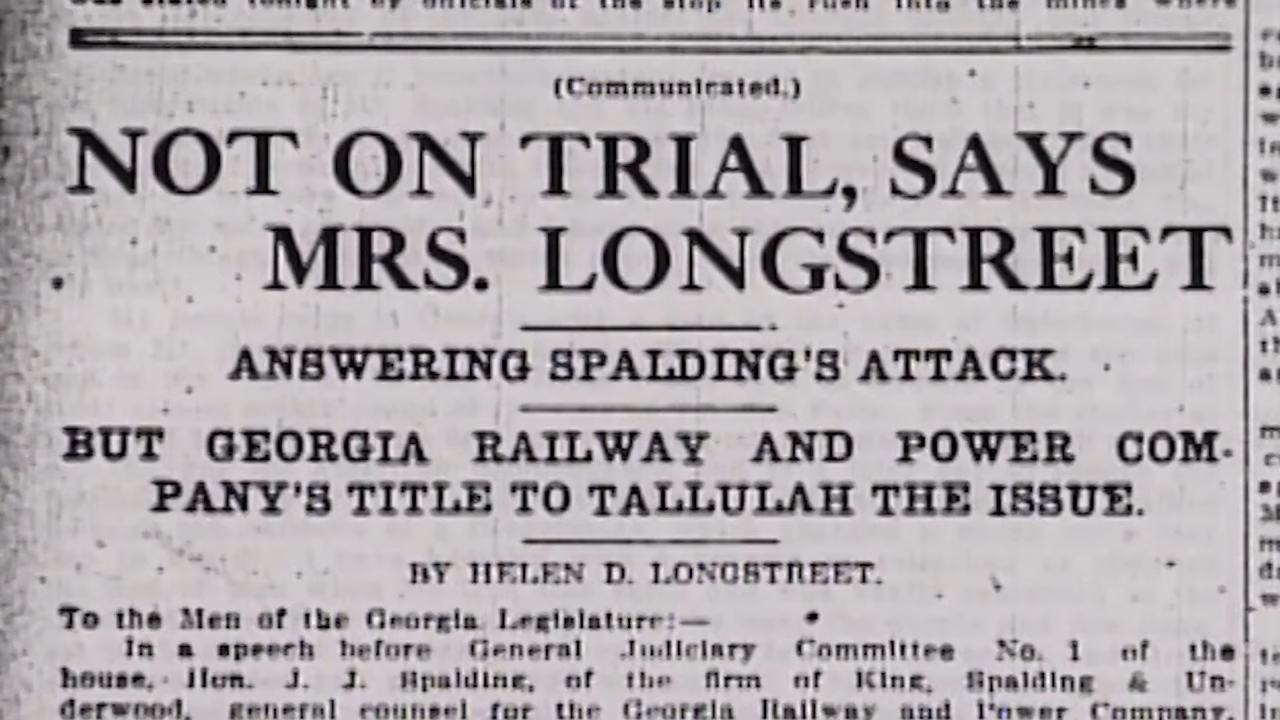 (Communicated.)
NOT ON TRIAL, SAYS
MRS. LONGSTREET
ANSWERING SPALDING'S ATTACK.
BUT GEORGIA RAILWAY AND POWER COM-
PANY'S TITLE TO TALLULAH THE ISSUE.
BY HELEN D. LONGSTREET.
To the Men of the Georgia Legislature:—
In a speech before General Judiciary Committee No. 1 of the
house, Hon. J. J. Spalding, of the firm of King, Spalding & Un-
derwood, general counsel for the Georgia Railway and Power Company,